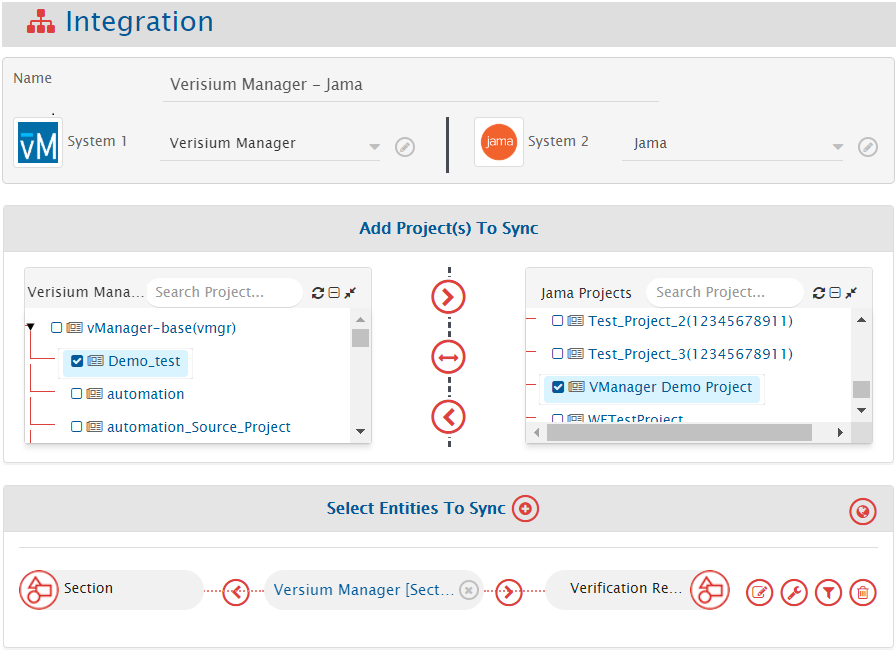 Integration
Name
Verisium Manager - Jama
vM System 1 Verisium Manager
jama System 2 Jama
Add Project(s) To Sync
Verisium Mana... Search Project...
vManager-base(vmgr)
Demo_test
automation
automation_Source_Project
Jama Projects Search Project...
Test_Project_2(12345678911)
Test_Project_3(12345678911)
VManager Demo Project
WFTestProject
Select Entities To Sync
Section Versium Manager [Sect... Verification Re...